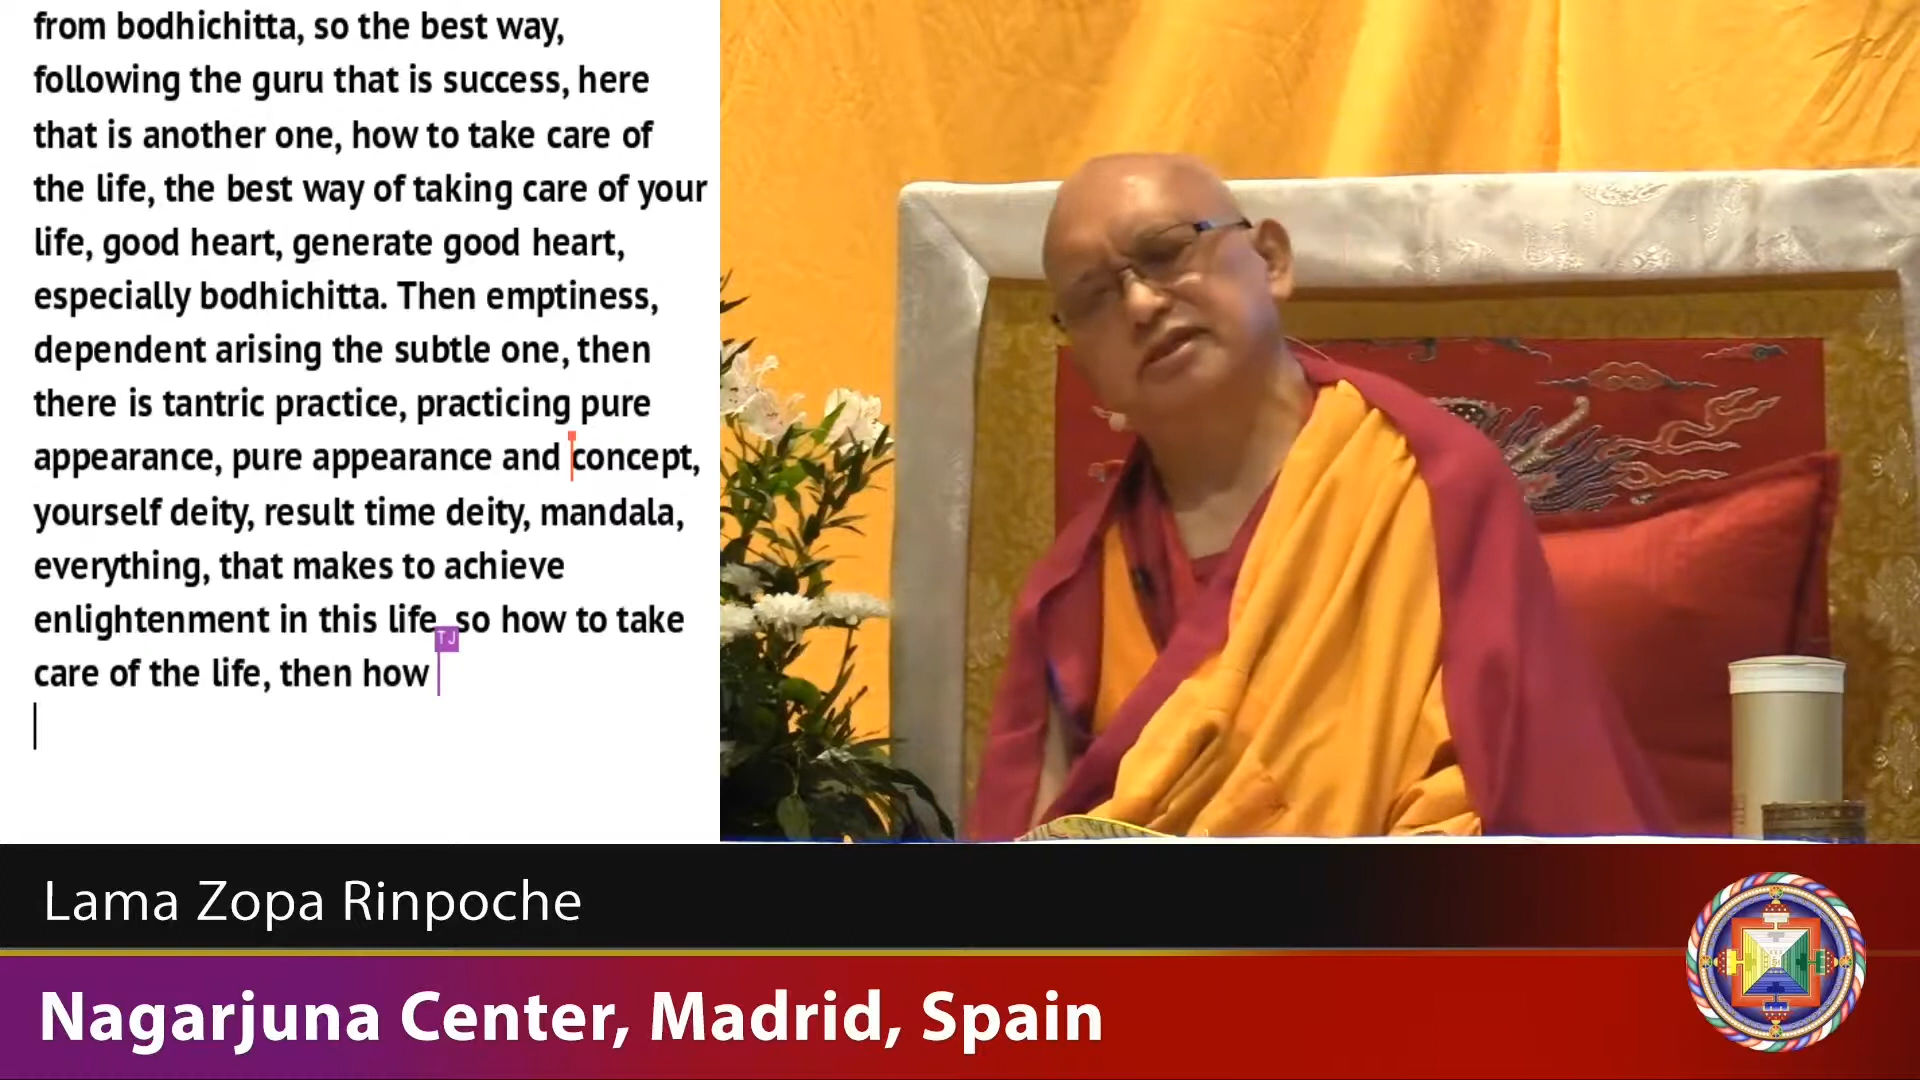 from bodhichitta, so the best way,
following the guru that is success, here
that is another one, how to take care of
the life, the best way of taking care of your
life, good heart, generate good heart,
especially bodhichitta. Then emptiness,
dependent arising the subtle one, then
there is tantric practice, practicing pure
appearance, pure appearance and concept,
yourself deity, result time deity, mandala,
everything, that makes to achieve
enlightenment in this life, so how to take
TJ
care of the life, then how
Lama Zopa Rinpoche
Nagarjuna Center, Madrid, Spain